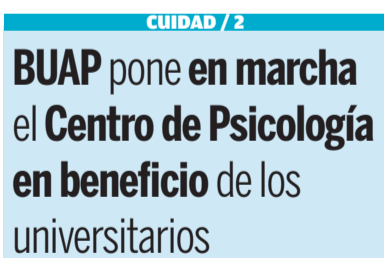 CUIDAD / 2
BUAP pone en marcha
el Centro de Psicología
en beneficio de los
universitarios